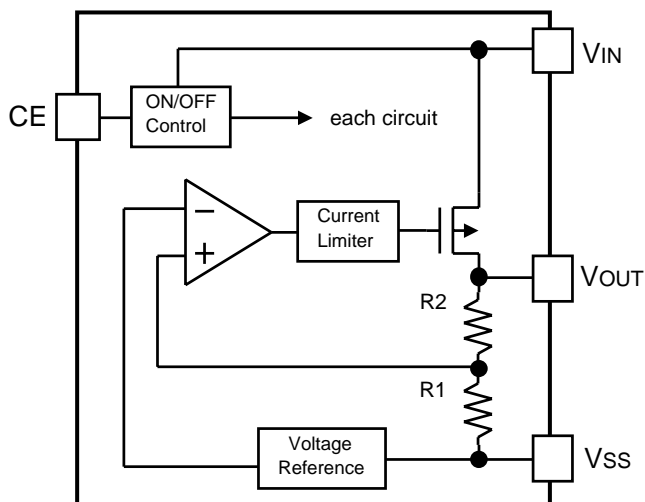 VIN
CE
ON/OFF
Control
each circuit
−
+
Current
Limiter
VOUT
R2
R1
Voltage
Reference
VSS